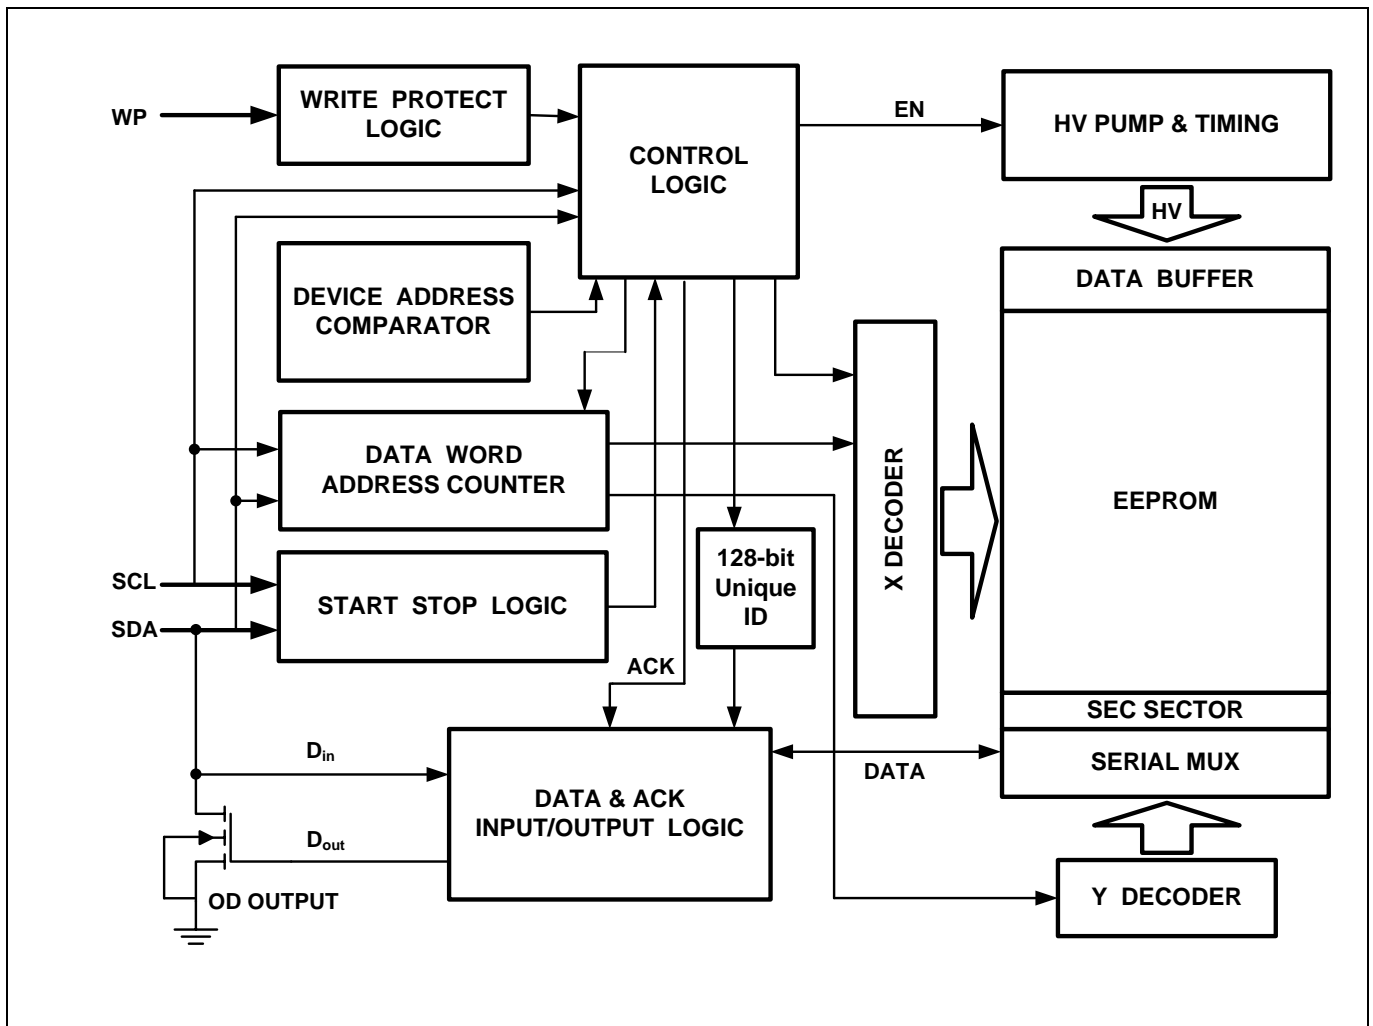 WP
WRITE PROTECT
LOGIC
CONTROL
LOGIC
EN
HV PUMP & TIMING
HV
DATA BUFFER
DEVICE ADDRESS
COMPARATOR
DATA WORD
ADDRESS COUNTER
X DECODER
EEPROM
128-bit
Unique
ID
SCL
SDA
START STOP LOGIC
ACK
SEC SECTOR
SERIAL MUX
DATA
Din
DATA & ACK
INPUT/OUTPUT LOGIC
Dout
OD OUTPUT
Y DECODER